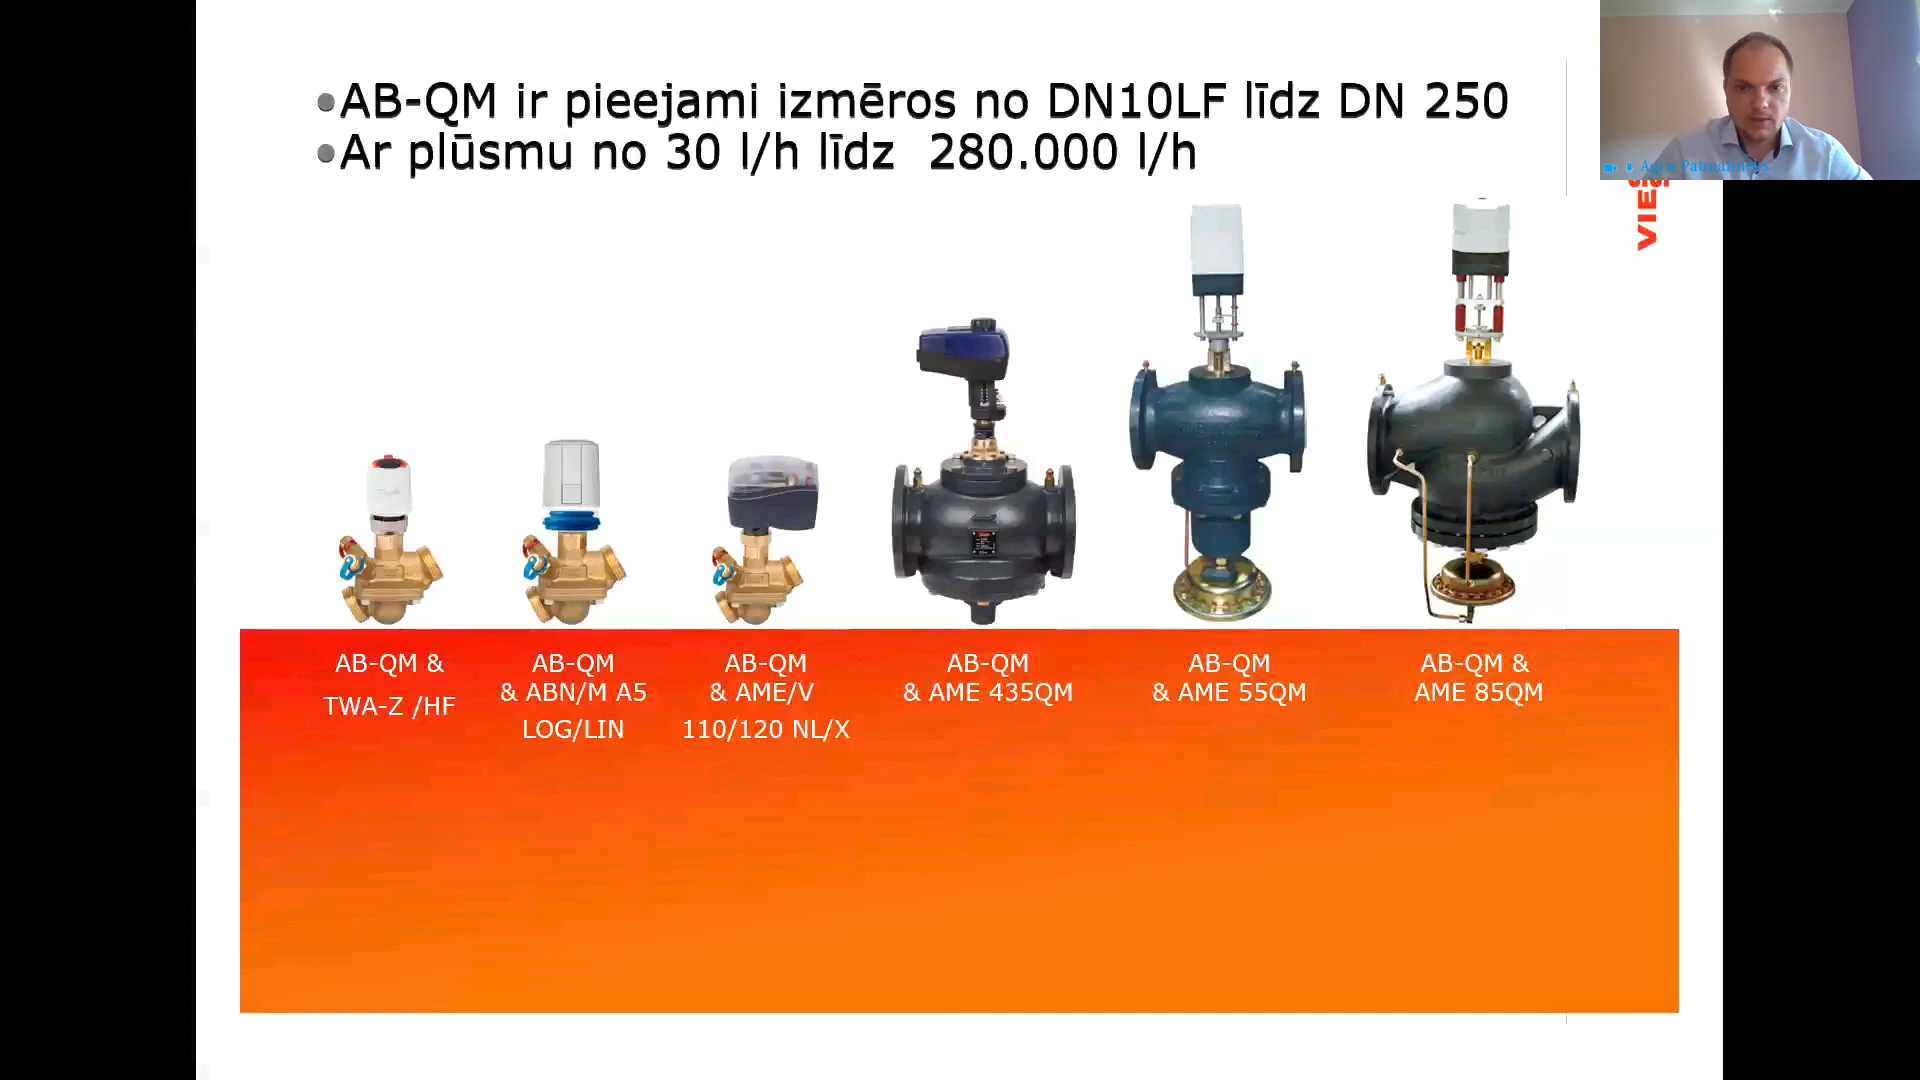 •AB-QM ir pieejami izmēros no DN10LF līdz DN 250
•Ar plūsmu no 30 l/h līdz 280.000 l/h
VIES
AB-QM &
TWA-Z /HF
AB-QM
& ABN/M A5
LOG/LIN
AB-QM
& AME/V
110/120 NL/X
AB-QM
& AME 435QM
AB-QM
& AME 55QM
AB-QM &
AME 85QM